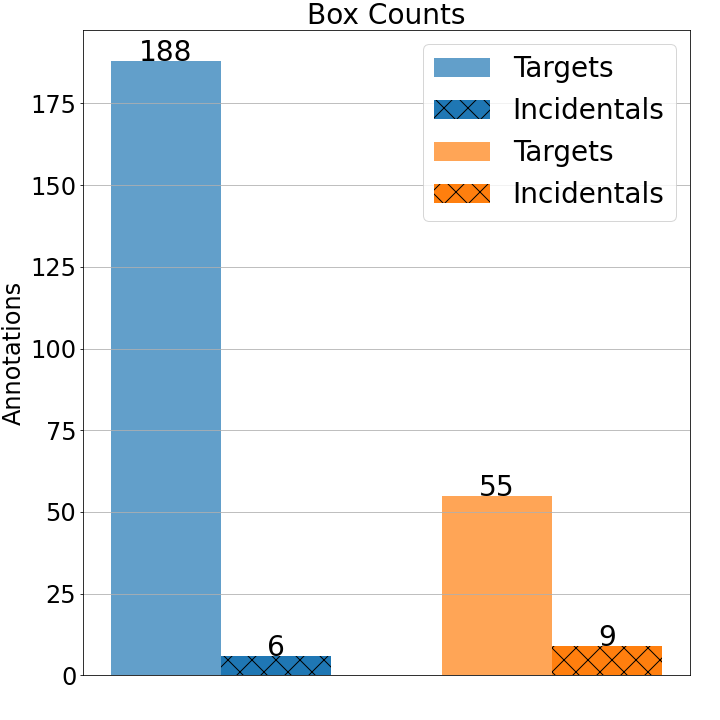 Box Counts
188
Targets
Incidentals
Targets
Incidentals
175
150
125
100
75
50
25
0
Annotations
55
6
9